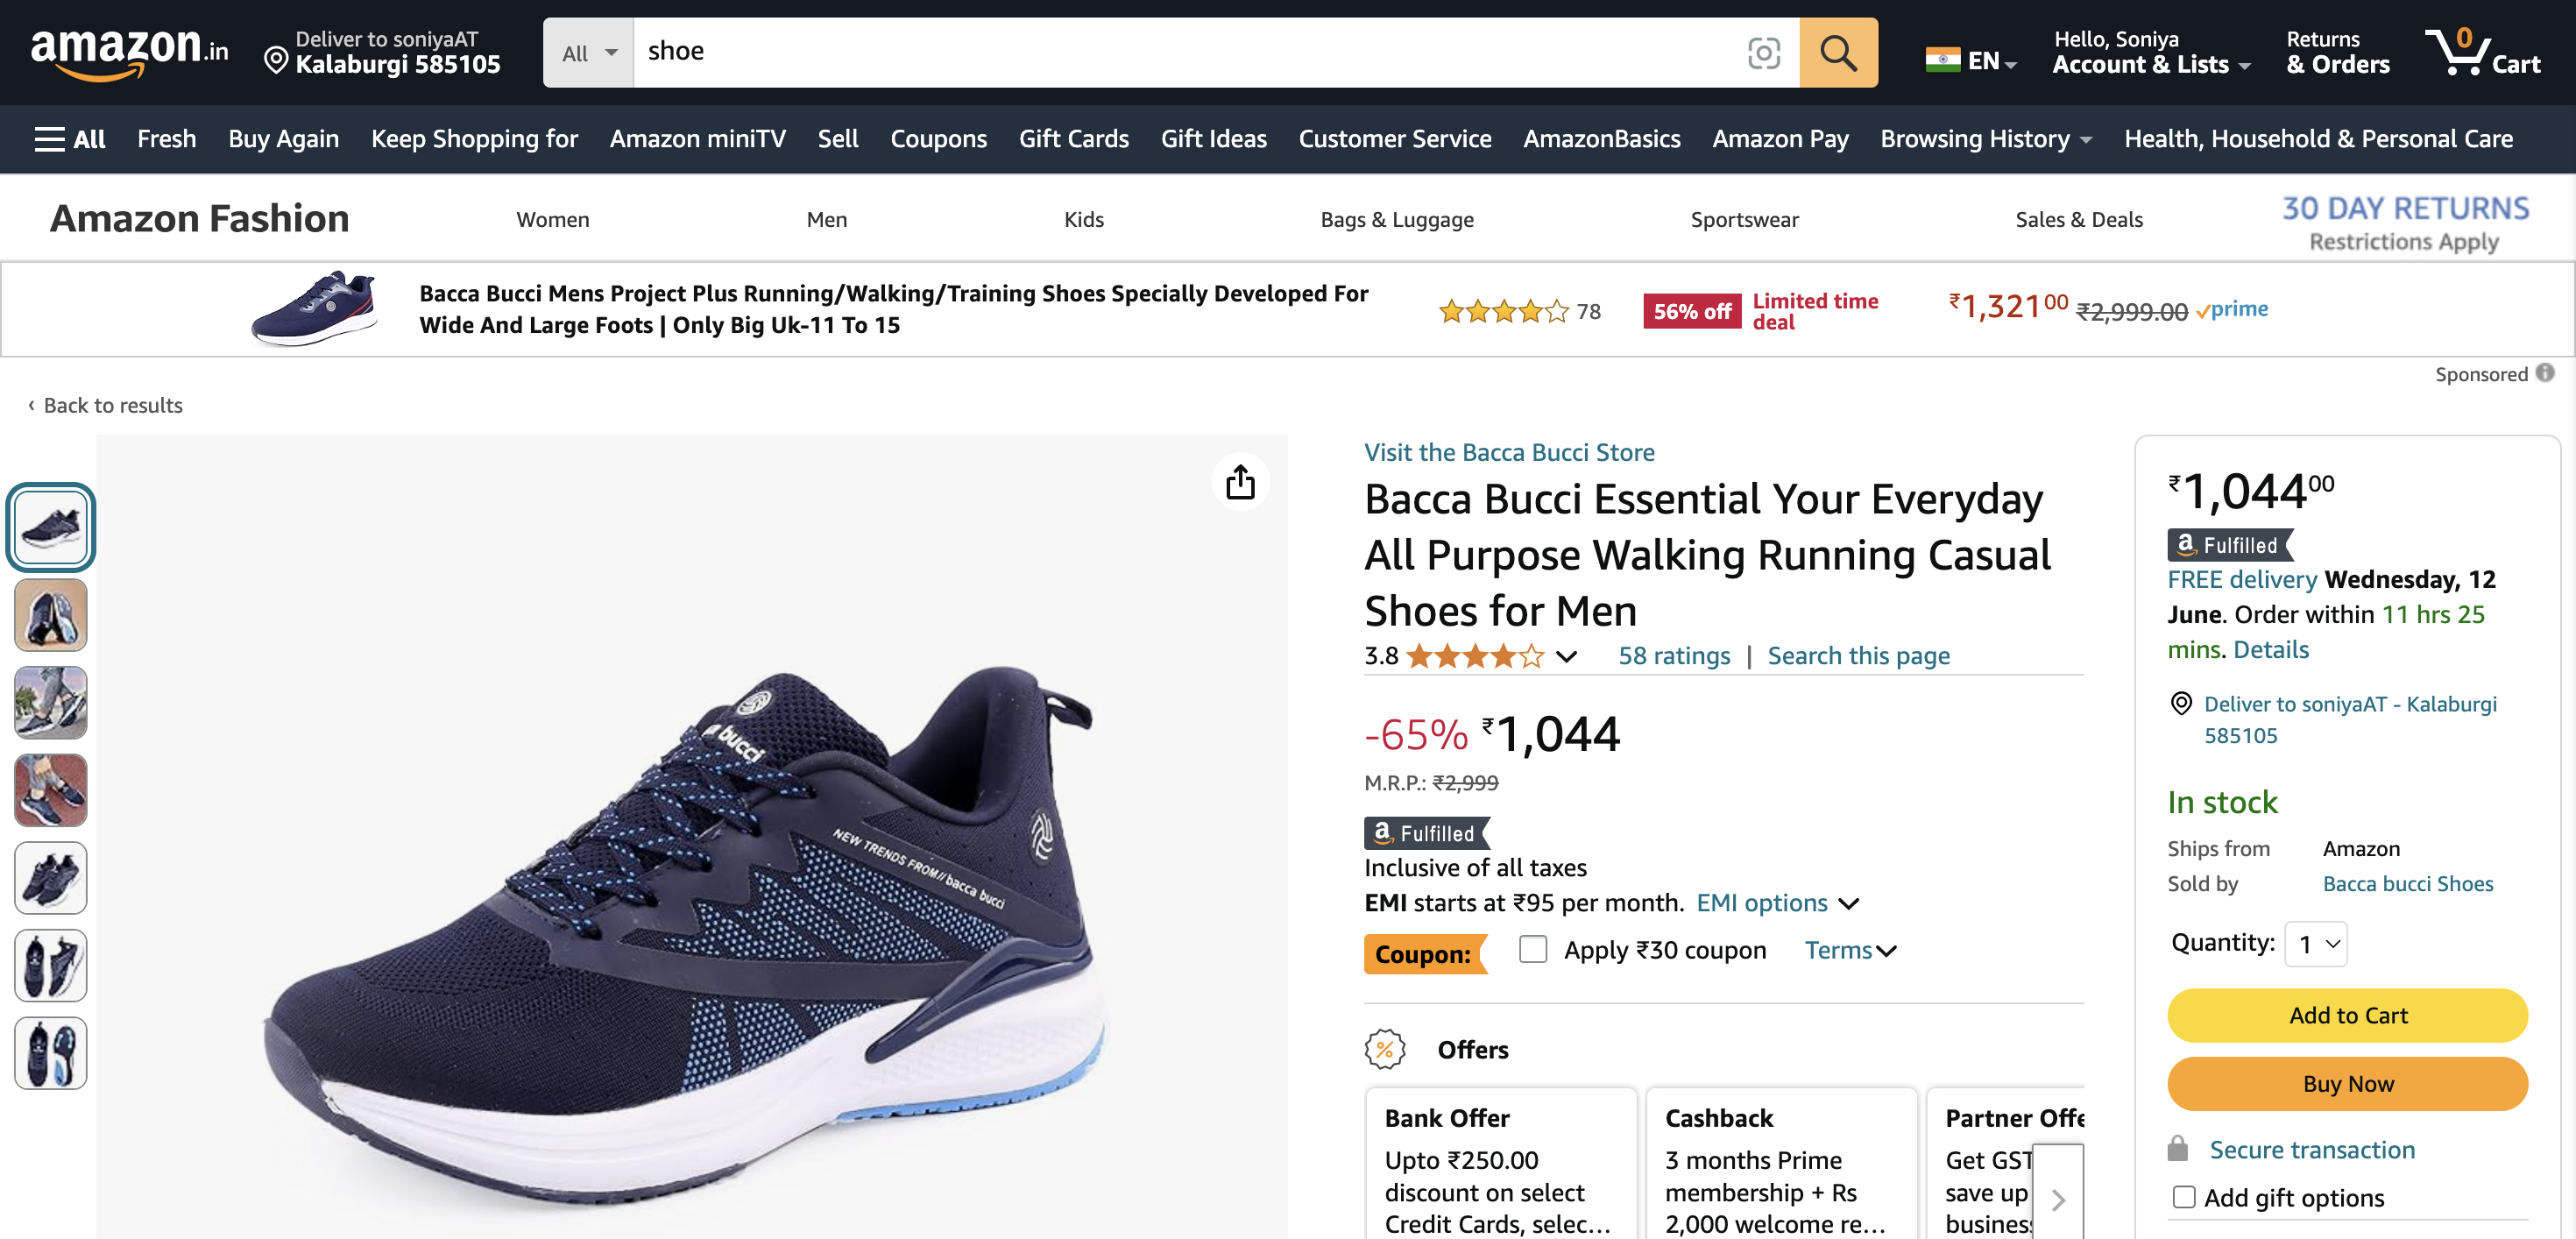 amazon.in
Deliver to soniyaAT
Kalaburgi 585105
All
shoe
EN
Hello, Soniya
Account & Lists
Returns
& Orders
0
Cart
All
Fresh
Buy Again
Keep Shopping for
Amazon miniTV
Sell
Coupons
Gift Cards
Gift Ideas
Customer Service
AmazonBasics
Amazon Pay
Browsing History
Health, Household & Personal Care
Amazon Fashion
Women
Men
Kids
Bags & Luggage
Sportswear
Sales & Deals
30 DAY RETURNS
Restrictions Apply
Bacca Bucci Mens Project Plus Running/Walking/Training Shoes Specially Developed For
Wide And Large Foots | Only Big Uk-11 To 15
78
56% off
Limited time
deal
₹1,32100 ₹2,999.00 prime
Sponsored
‹ Back to results
Visit the Bacca Bucci Store
Bacca Bucci Essential Your Everyday
All Purpose Walking Running Casual
Shoes for Men
3.8
58 ratings | Search this page
-65% ₹1,044
M.R.P.: ₹2,999
a Fulfilled
Inclusive of all taxes
EMI starts at ₹95 per month. EMI options
Coupon:
Apply ₹30 coupon
Terms
% Offers
Bank Offer
Upto ₹250.00
discount on select
Credit Cards, selec...
Cashback
3 months Prime
membership + Rs
2,000 welcome re...
Partner Offe
Get GST
save up
business
₹1,04400
a Fulfilled
FREE delivery Wednesday, 12
June. Order within 11 hrs 25
mins. Details
Deliver to soniyaAT - Kalaburgi
585105
In stock
Ships from Amazon
Sold by Bacca bucci Shoes
Quantity: 1
Add to Cart
Buy Now
Secure transaction
Add gift options
bucci
NEW TRENDS FROM// bacca bucci